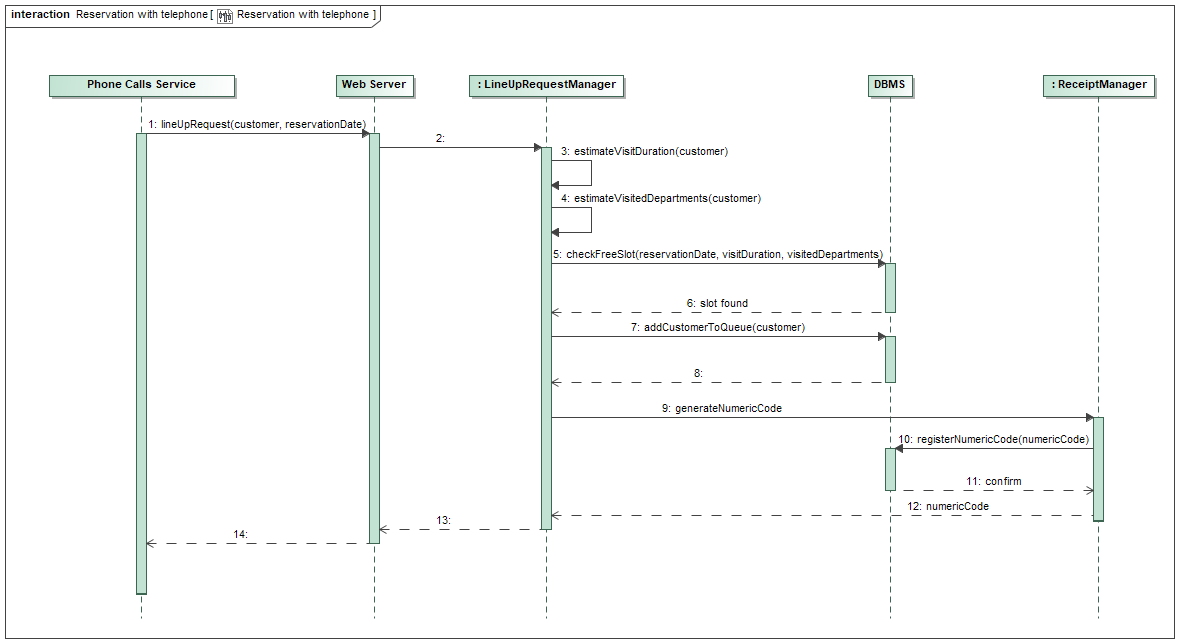 interaction Reservation with telephone [ Reservation with telephone ]
Phone Calls Service
Web Server
: LineUpRequestManager
DBMS
: ReceiptManager
1: lineUpRequest(customer, reservationDate)
2:
3: estimateVisitDuration(customer)
4: estimateVisitedDepartments(customer)
5: checkFreeSlot(reservationDate, visitDuration, visitedDepartments)
6: slot found
7: addCustomerToQueue(customer)
8:
9: generateNumericCode
10: registerNumericCode(numericCode)
11: confirm
12: numericCode
13:
14: